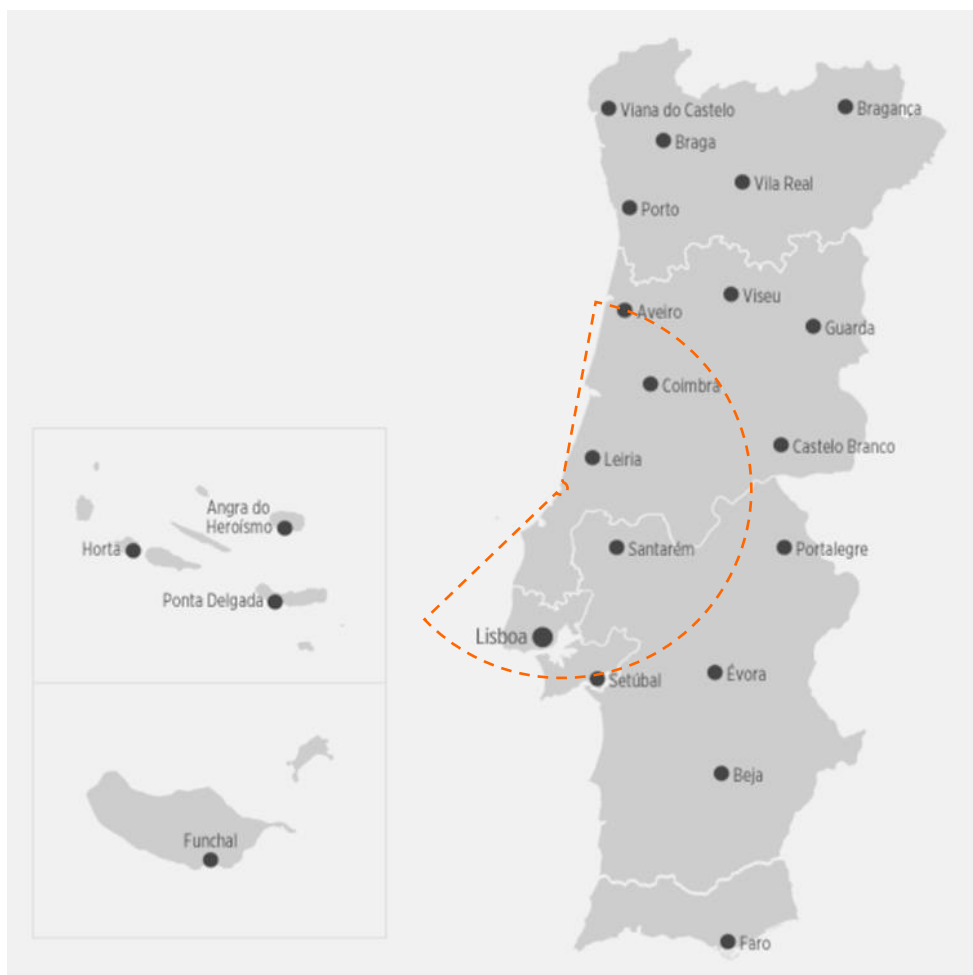 Viana do Castelo
Bragança
Braga
Vila Real
Porto
Viseu
Aveiro
Guarda
Coimbra
Castelo Branco
Leiria
Angra do
Heroísmo
Horta
Santarém
Portalegre
Ponta Delgada
Lisboa
Évora
Setúbal
Beja
Funchal
Faro